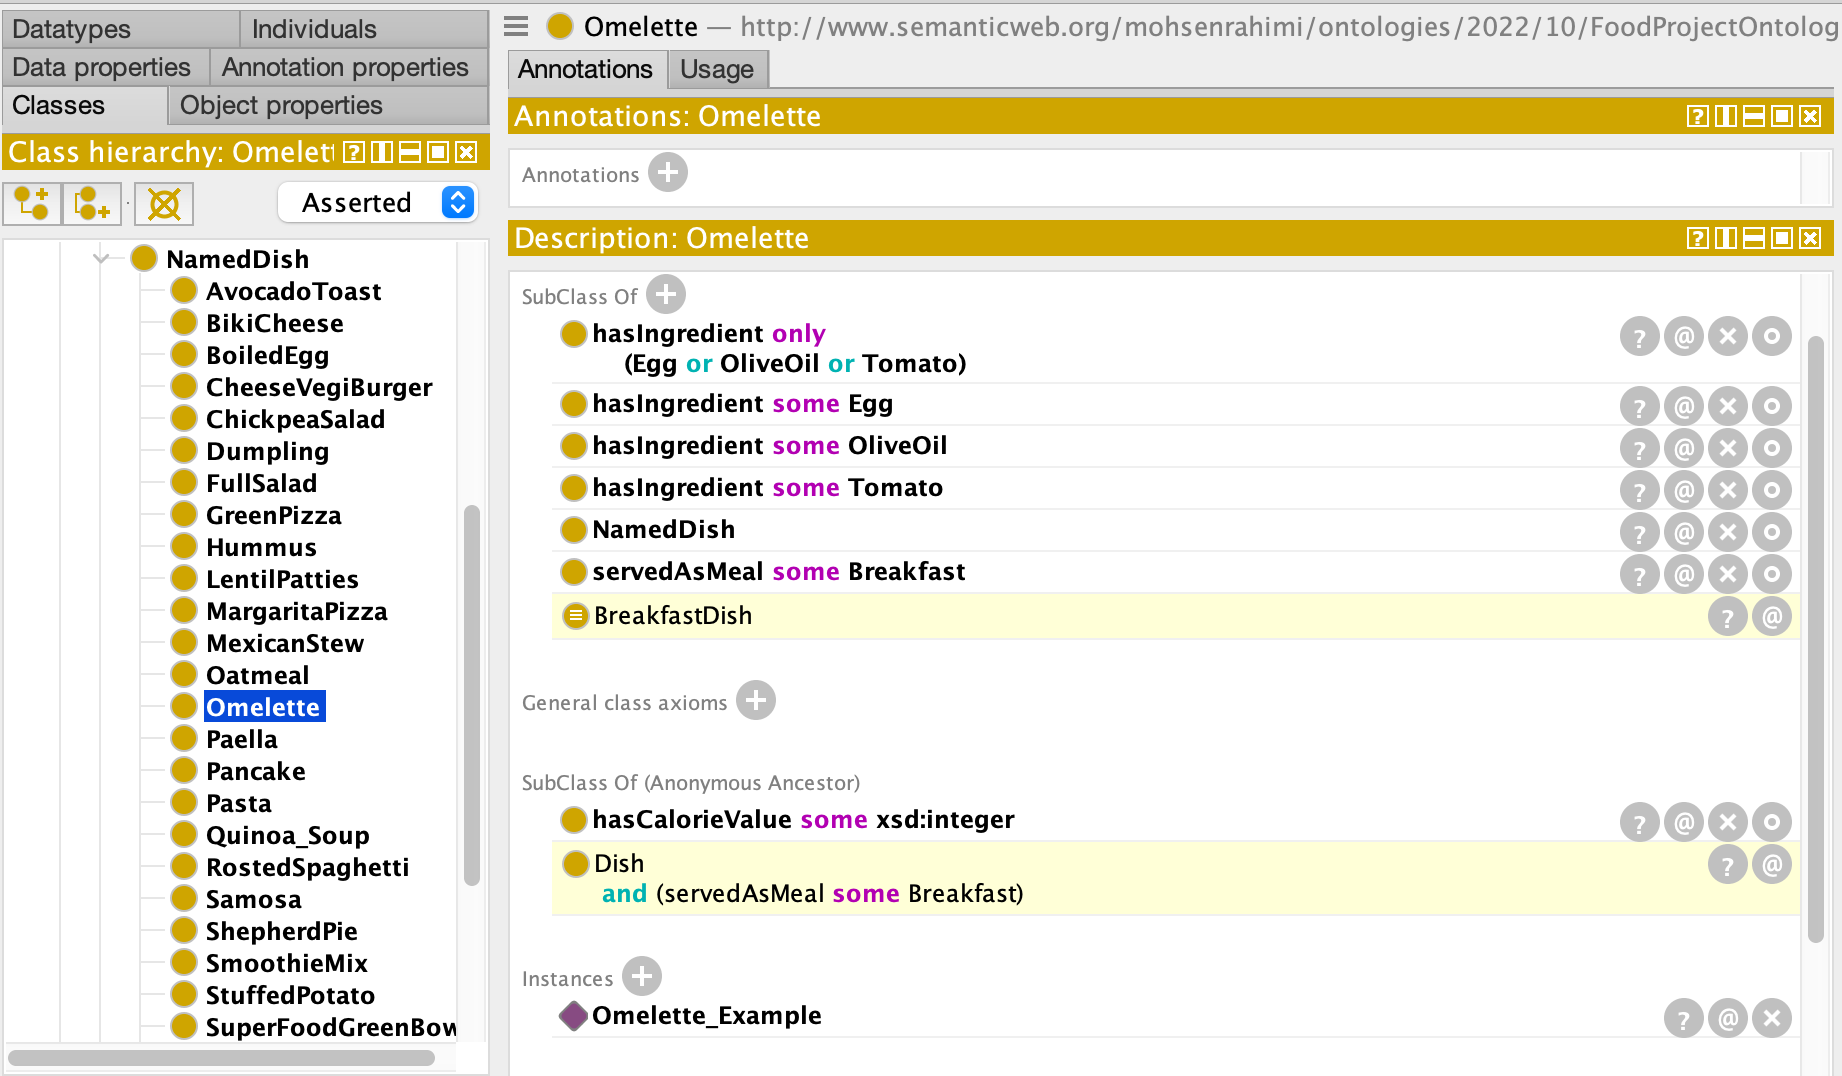 Datatypes
Individuals
Data properties
Annotation properties
Classes
Object properties
Class hierarchy: Omelett
Asserted
NamedDish
AvocadoToast
BikiCheese
BoiledEgg
CheeseVegiBurger
ChickpeaSalad
Dumpling
FullSalad
GreenPizza
Hummus
LentilPatties
MargaritaPizza
MexicanStew
Oatmeal
Omelette
Paella
Pancake
Pasta
Quinoa_Soup
RostedSpaghetti
Samosa
ShepherdPie
SmoothieMix
StuffedPotato
SuperFoodGreenBow
Omelette — http://www.semanticweb.org/mohsenrahimi/ontologies/2022/10/FoodProjectOntolog
Annotations
Usage
Annotations: Omelette
Annotations
Description: Omelette
SubClass Of
hasIngredient only
(Egg or OliveOil or Tomato)
hasIngredient some Egg
hasIngredient some OliveOil
hasIngredient some Tomato
NamedDish
servedAsMeal some Breakfast
BreakfastDish
General class axioms
SubClass Of (Anonymous Ancestor)
hasCalorieValue some xsd:integer
Dish
and (servedAsMeal some Breakfast)
Instances
Omelette_Example